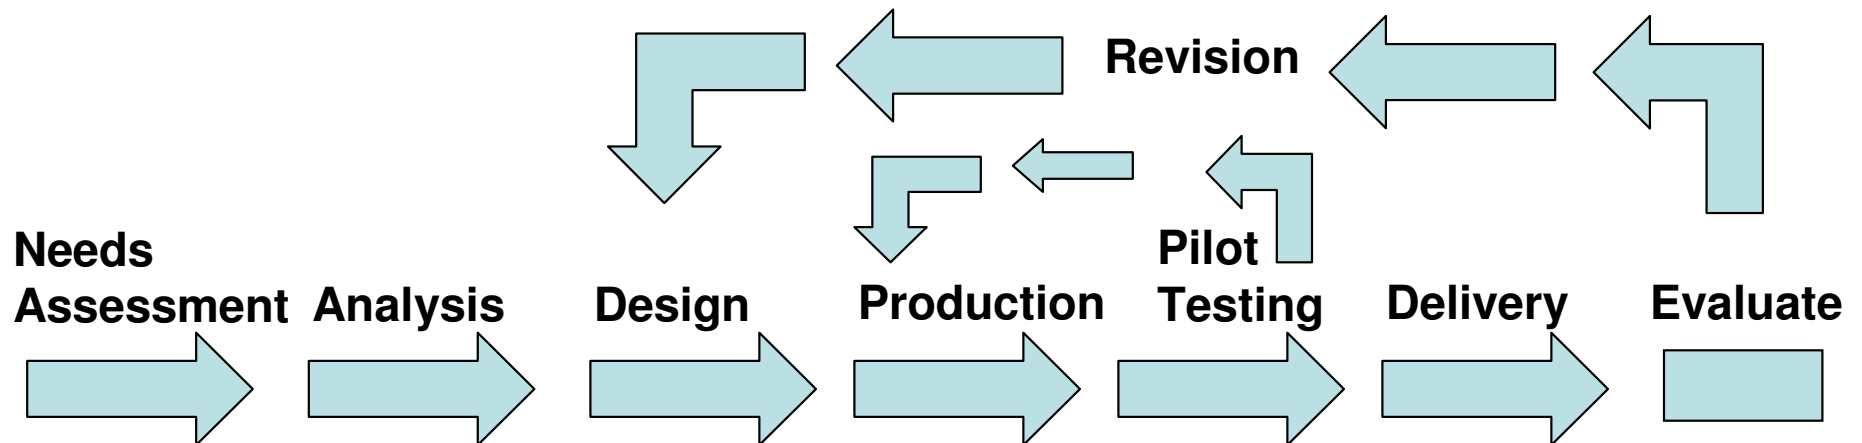 Revision
Needs
Assessment
Analysis
Design
Production
Pilot
Testing
Delivery
Evaluate